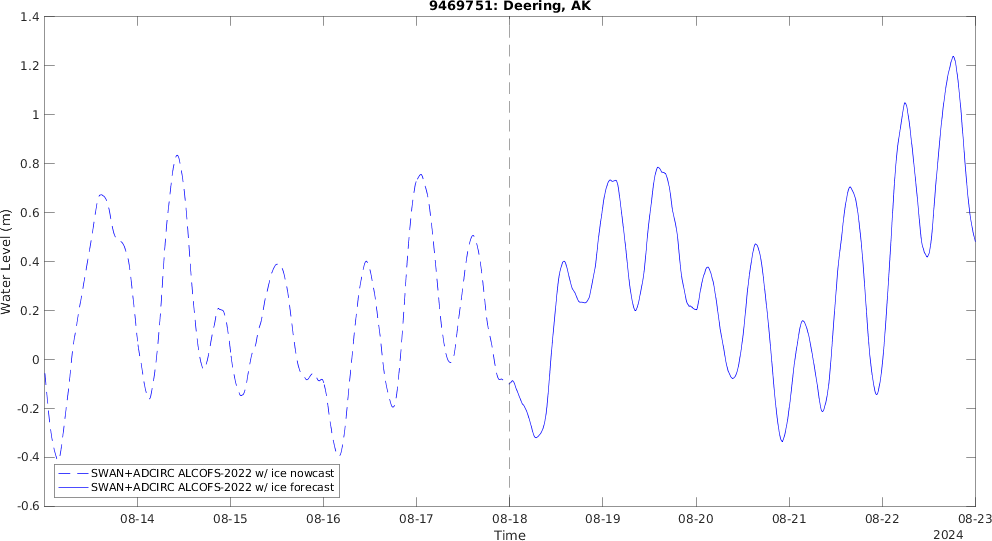 9469751: Deering, AK
1.4
1.2
1
0.8
0.6
0.4
0.2
0
-0.2
-0.4
-0.6
Water Level (m)
SWAN+ADCIRC ALCOFS-2022 w/ ice nowcast
SWAN+ADCIRC ALCOFS-2022 w/ ice forecast
08-14 08-15 08-16 08-17 08-18 08-19 08-20 08-21 08-22 08-23
Time
2024